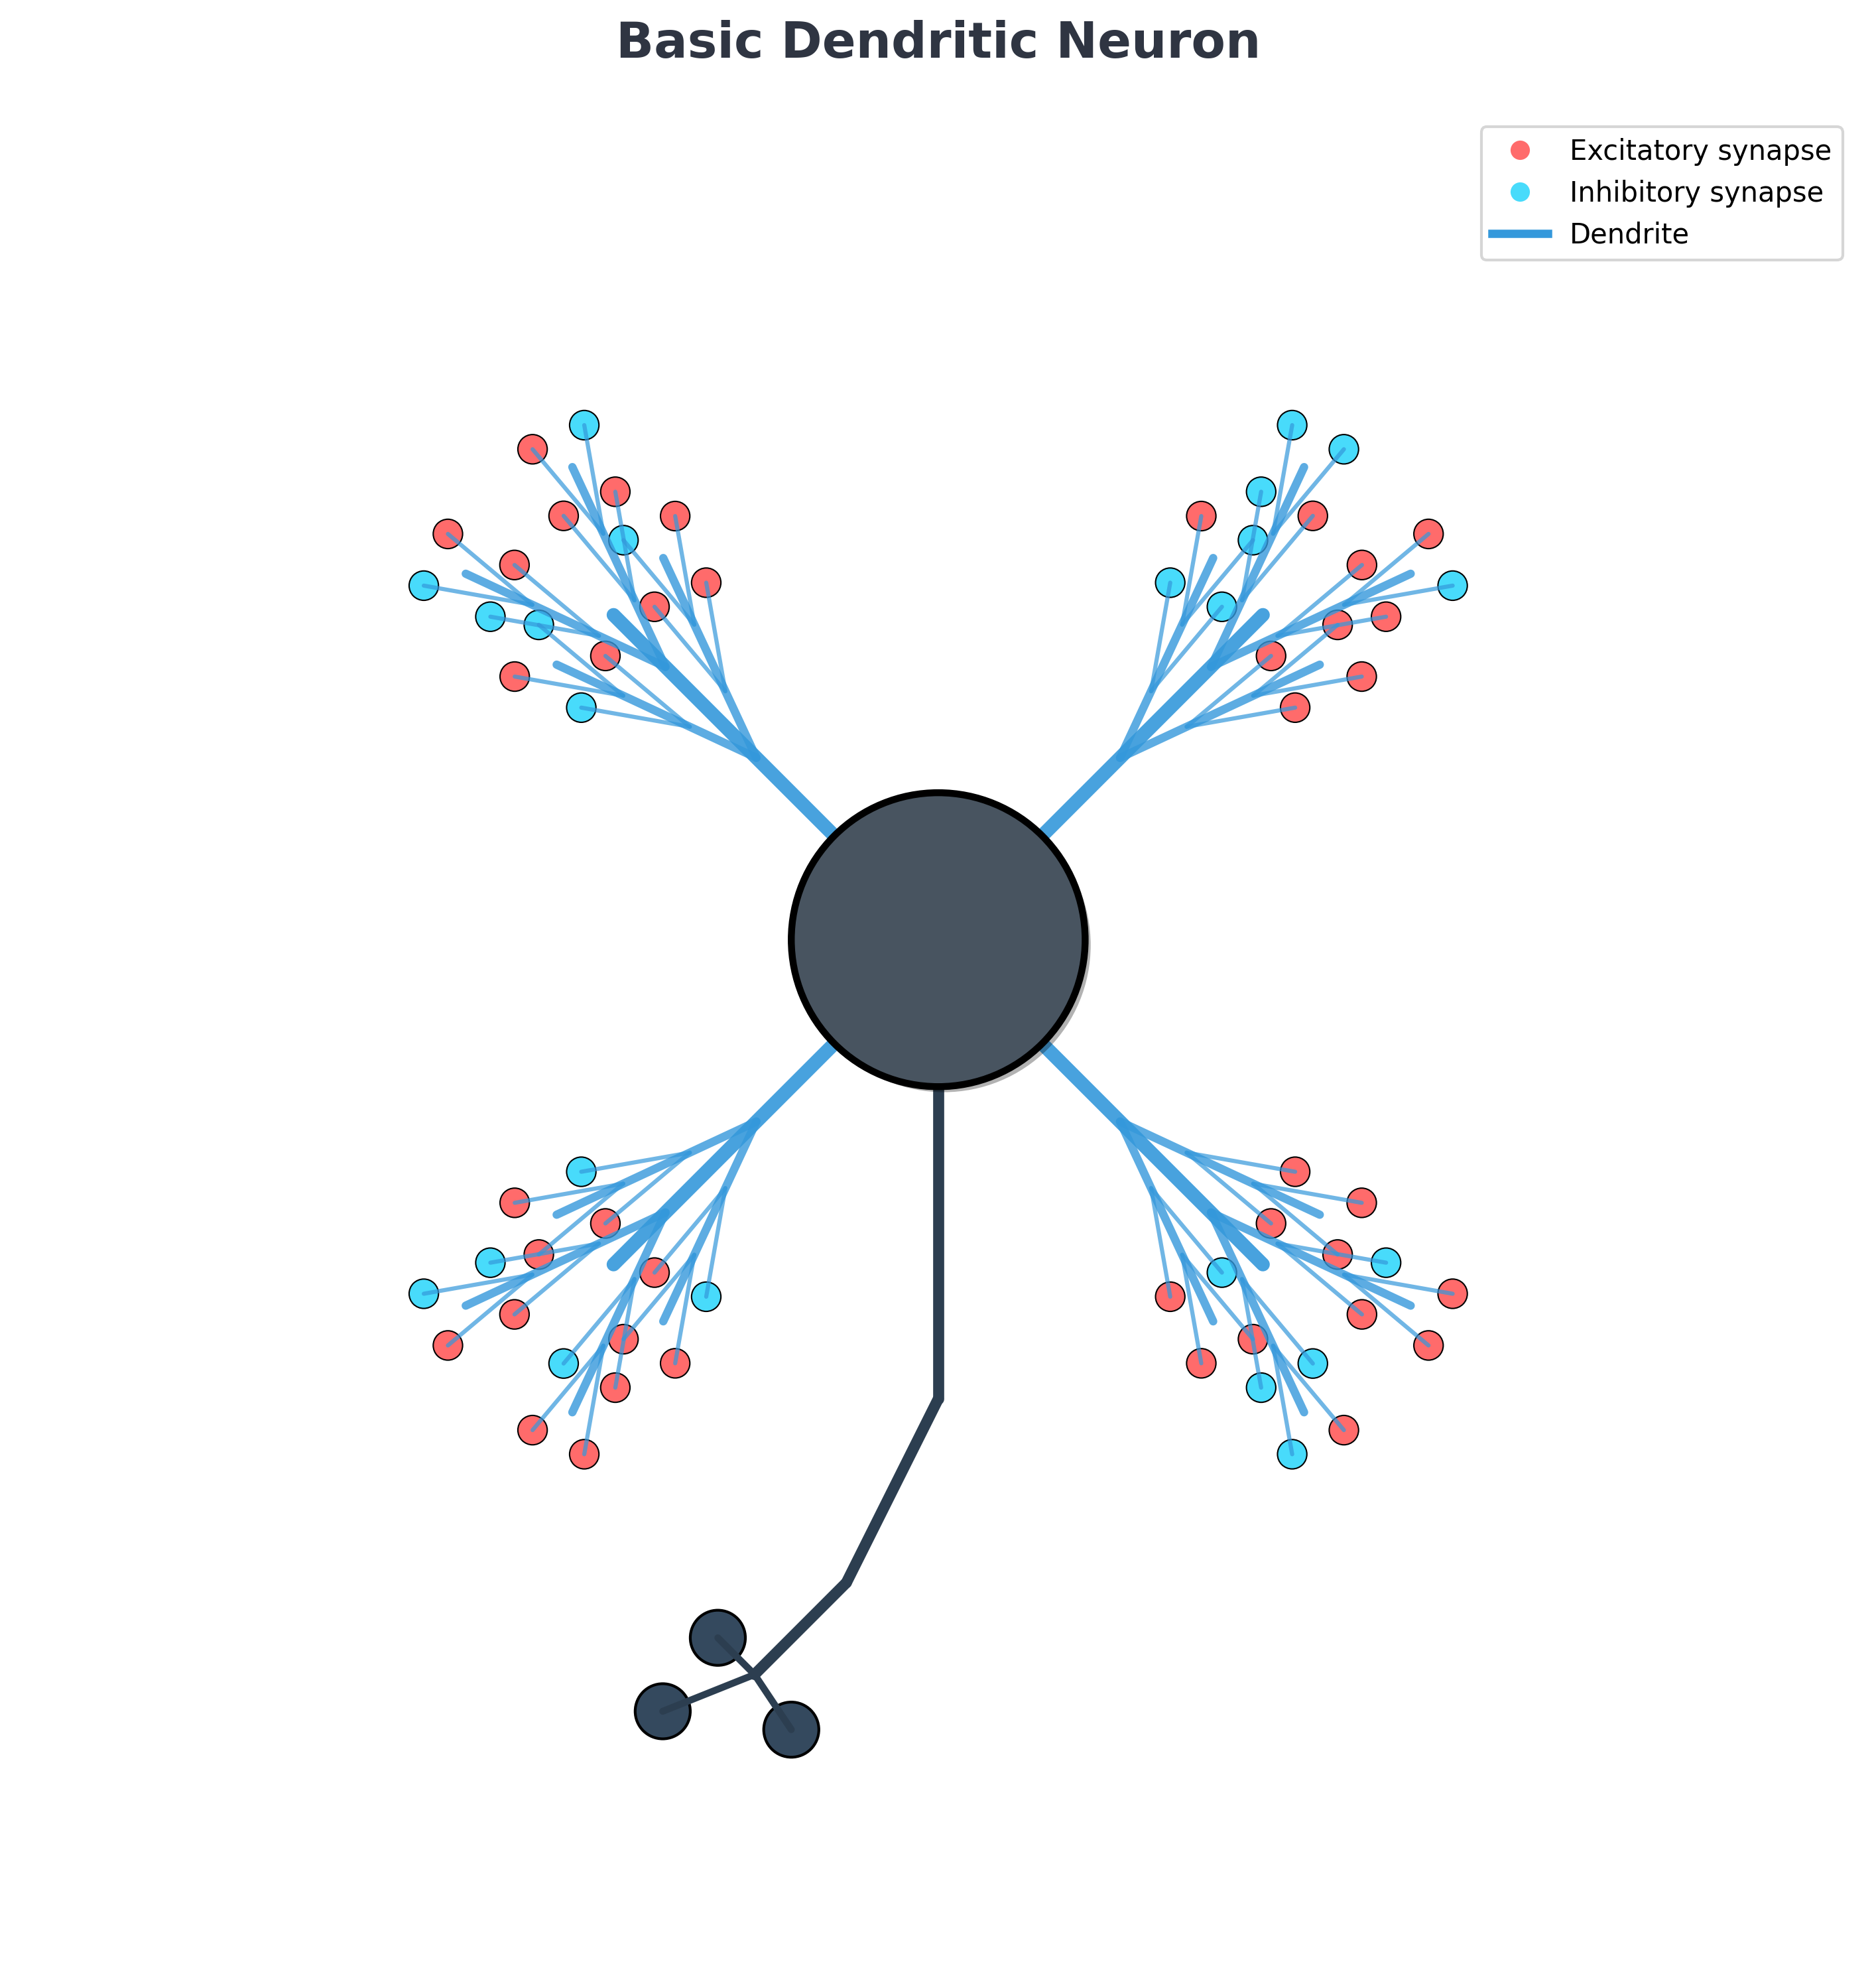 Basic Dendritic Neuron
Excitatory synapse
Inhibitory synapse
Dendrite